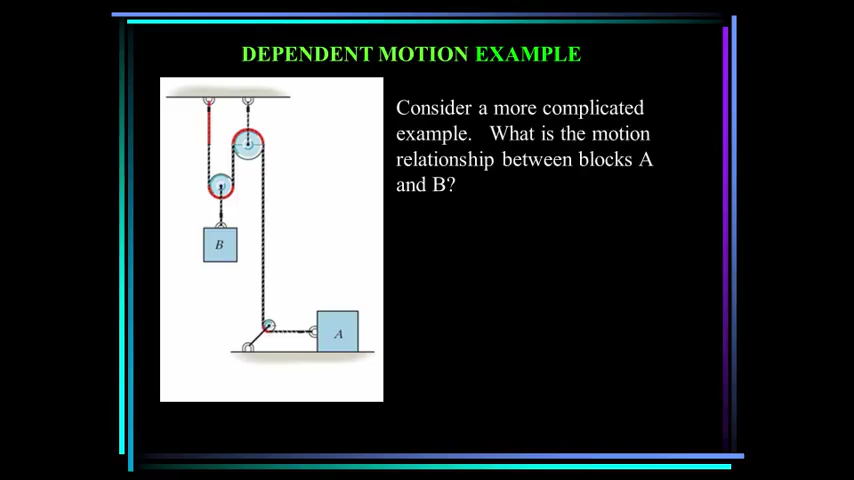 DEPENDENT MOTION EXAMPLE
Consider a more complicated
example. What is the motion
relationship between blocks A
and B?
B
A